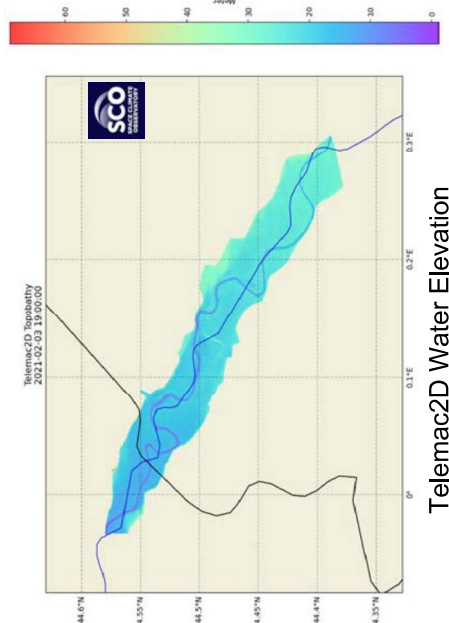 Meter
60
50
40
30
20
10
0
SCO
SPACE CLIMATE
OBSERVATORY
Telemac2D Topobathy
2021-02-03 19:00:00
44.6°N
44.55°N
44.5°N
44.45°N
44.4°N
44.35°N
0°
0.1°E
0.2°E
0.3°E
Telemac2D Water Elevation